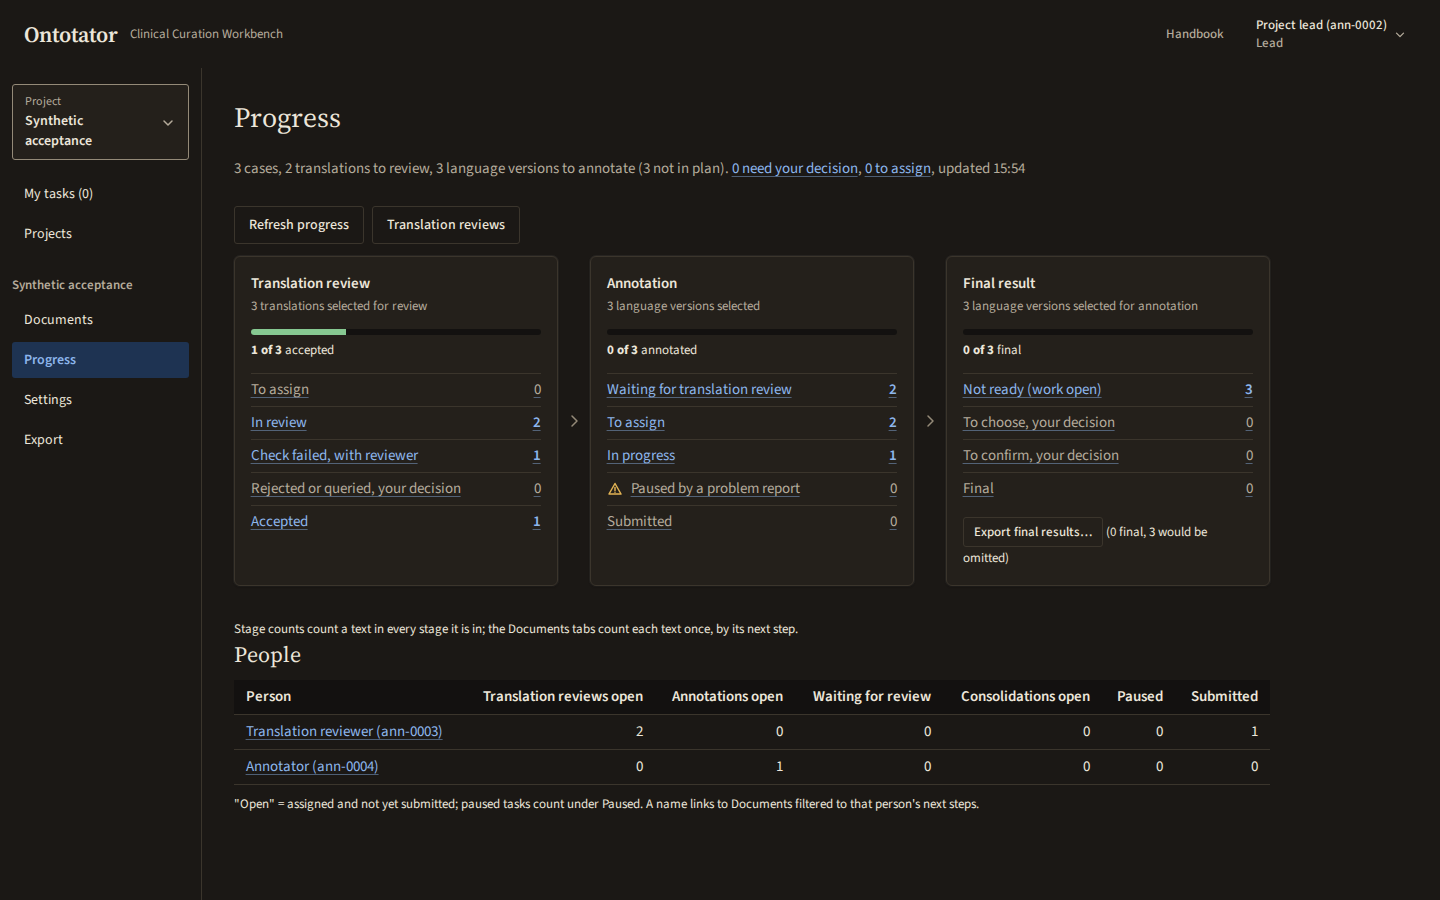 Ontotator Clinical Curation Workbench
Handbook
Project lead (ann-0002)
Lead
Project
Synthetic
acceptance
My tasks (0)
Projects
Synthetic acceptance
Documents
Progress
Settings
Export
Progress
3 cases, 2 translations to review, 3 language versions to annotate (3 not in plan). 0 need your decision, 0 to assign, updated 15:54
Refresh progress
Translation reviews
Translation review
3 translations selected for review
1 of 3 accepted
To assign 0
In review 2
Check failed, with reviewer 1
Rejected or queried, your decision 0
Accepted 1
Annotation
3 language versions selected
0 of 3 annotated
Waiting for translation review 2
To assign 2
In progress 1
Paused by a problem report 0
Submitted 0
Final result
3 language versions selected for annotation
0 of 3 final
Not ready (work open) 3
To choose, your decision 0
To confirm, your decision 0
Final 0
Export final results... (0 final, 3 would be
omitted)
Stage counts count a text in every stage it is in; the Documents tabs count each text once, by its next step.
People
Person Translation reviews open Annotations open Waiting for review Consolidations open Paused Submitted
Translation reviewer (ann-0003) 2 0 0 0 0 1
Annotator (ann-0004) 0 1 0 0 0 0
"Open" = assigned and not yet submitted; paused tasks count under Paused. A name links to Documents filtered to that person's next steps.